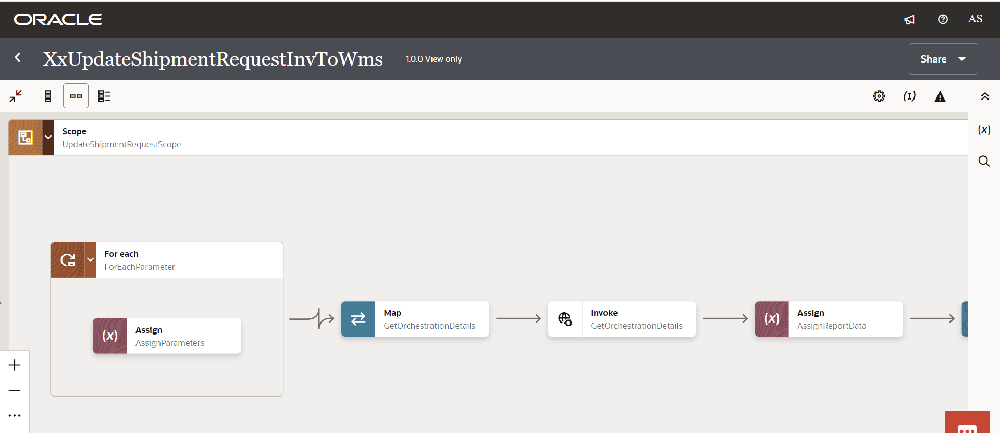 ORACLE
AS
XxUpdateShipmentRequestInvToWms
1.0.0 View only
Share
(I)
Scope
UpdateShipmentRequestScope
(x)
For each
ForEachParameter
(x)
Assign
AssignParameters
Map
GetOrchestrationDetails
Invoke
GetOrchestrationDetails
(x)
Assign
AssignReportData